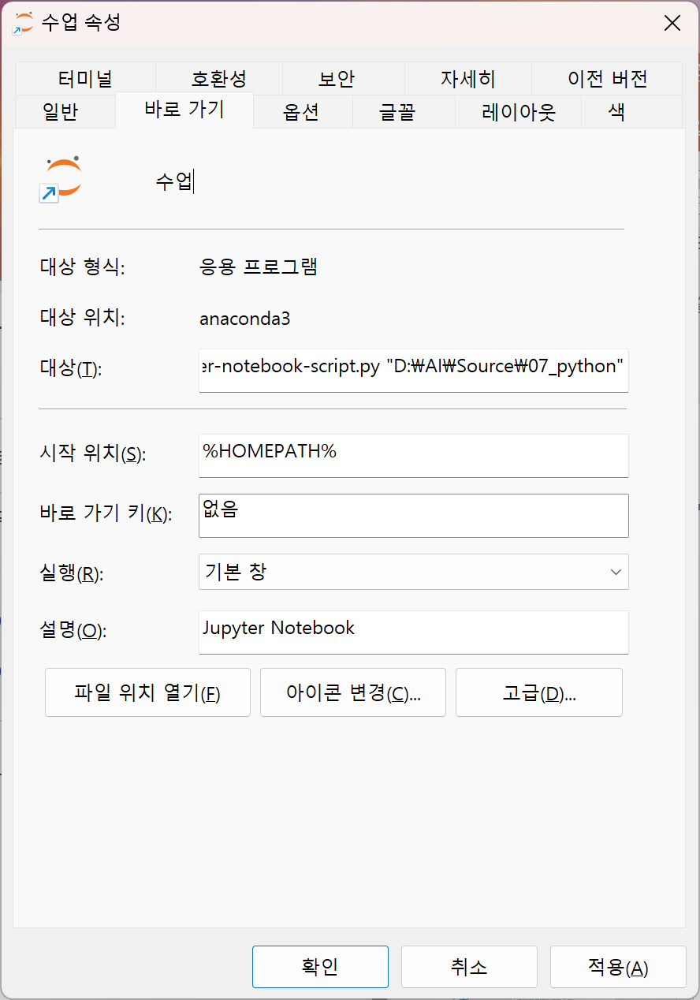 수업 속성
터미널 호환성 보안 자세히 이전 버전
일반 바로 가기 옵션 글꼴 레이아웃 색
수업
대상 형식: 응용 프로그램
대상 위치: anaconda3
대상(T): er-notebook-script.py "D:₩AI₩Source₩07_python"
시작 위치(S): %HOMEPATH%
바로 가기 키(K): 없음
실행(R): 기본 창
설명(O): Jupyter Notebook
파일 위치 열기(F) 아이콘 변경(C)... 고급(D)...
확인 취소 적용(A)